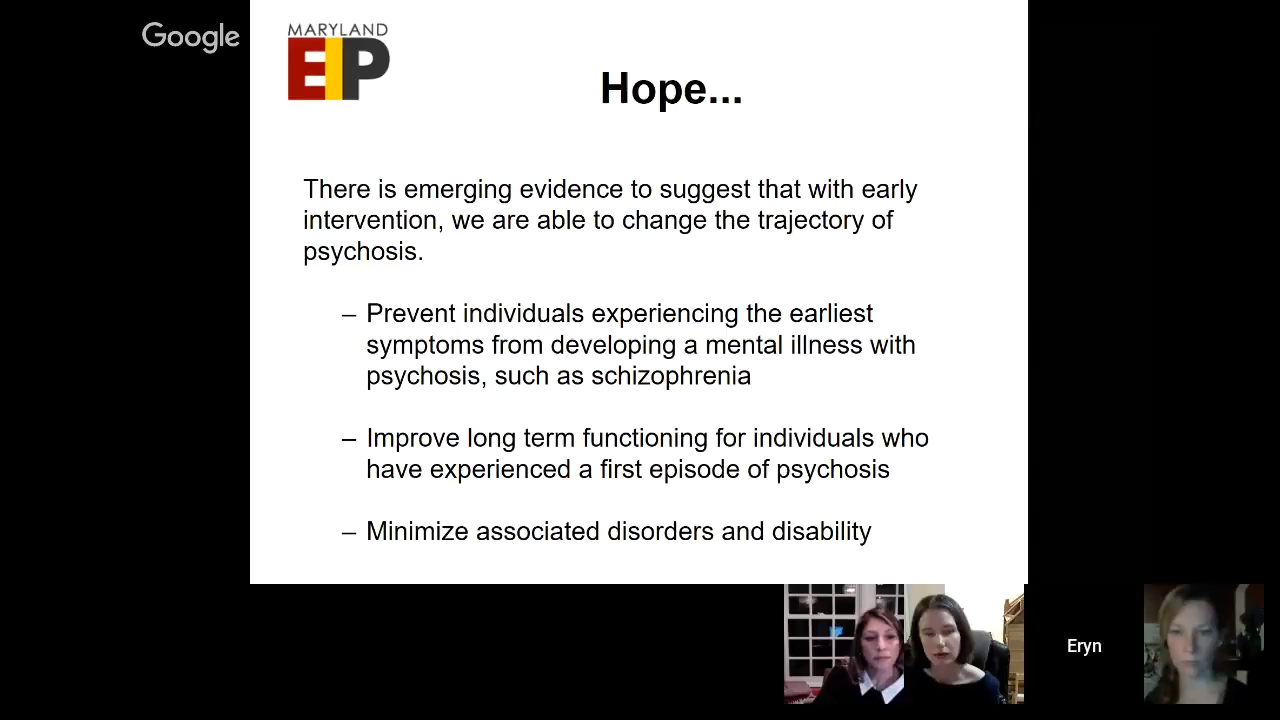 Google
MARYLAND
EIP
Hope...
There is emerging evidence to suggest that with early
intervention, we are able to change the trajectory of
psychosis.
– Prevent individuals experiencing the earliest
symptoms from developing a mental illness with
psychosis, such as schizophrenia
– Improve long term functioning for individuals who
have experienced a first episode of psychosis
– Minimize associated disorders and disability
Eryn